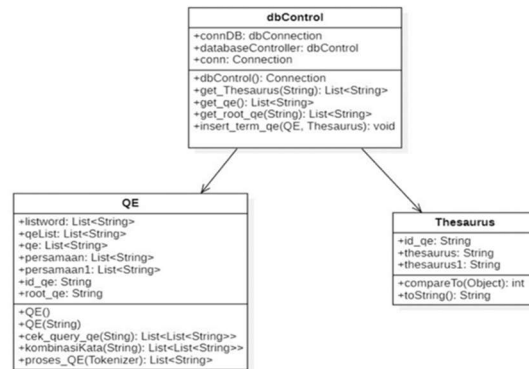 dbControl
+connDB: dbConnection
+databaseController: dbControl
+conn: Connection
+dbControl(): Connection
+get_Thesaurus(String): List<String>
+get_qe(): List<String>
+get_root_qe(String): List<String>
+insert_term_qe(QE, Thesaurus): void
QE
+listword: List<String>
+qeList: List<String>
+qe: List<String>
+persamaan: List<String>
+persamaan1: List<String>
+id_qe: String
+root_qe: String
+QE()
+QE(String)
+cek_query_qe(Sting): List<List<String>>
+kombinasiKata(String): List<List<String>>
+proses_QE(Tokenizer): List<String>
Thesaurus
+id_qe: String
+thesaurus: String
+thesaurus1: String
+compareTo(Object): int
+toString(): String